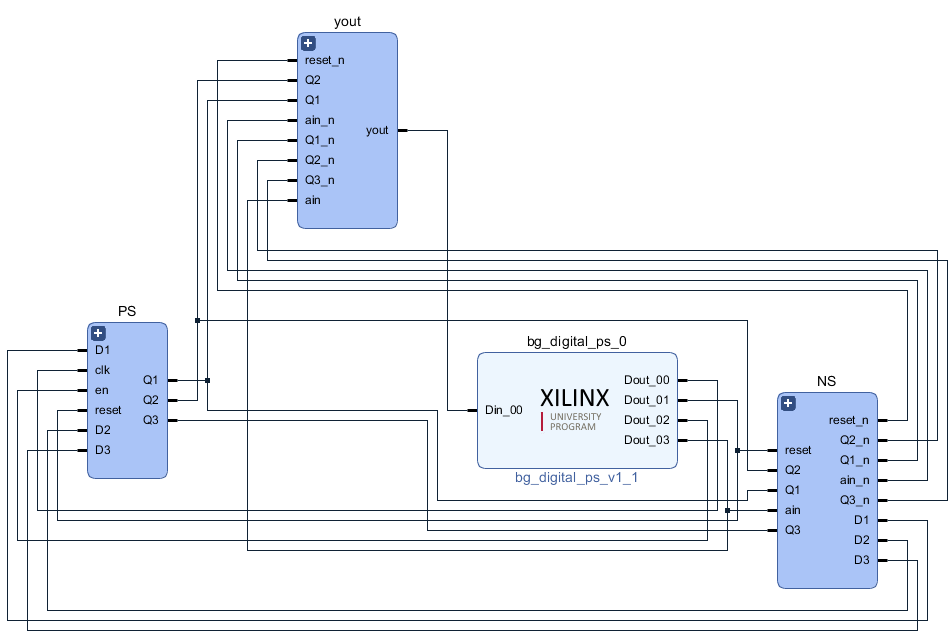 yout
reset_n
Q2
Q1
ain_n
Q1_n
Q2_n
Q3_n
ain
yout
PS
D1
clk
en
reset
D2
D3
Q1
Q2
Q3
bg_digital_ps_0
Din_00
XILINX
UNIVERSITY
PROGRAM
Dout_00
Dout_01
Dout_02
Dout_03
bg_digital_ps_v1_1
NS
reset
Q2
Q1
ain
Q3
reset_n
Q2_n
Q1_n
ain_n
Q3_n
D1
D2
D3